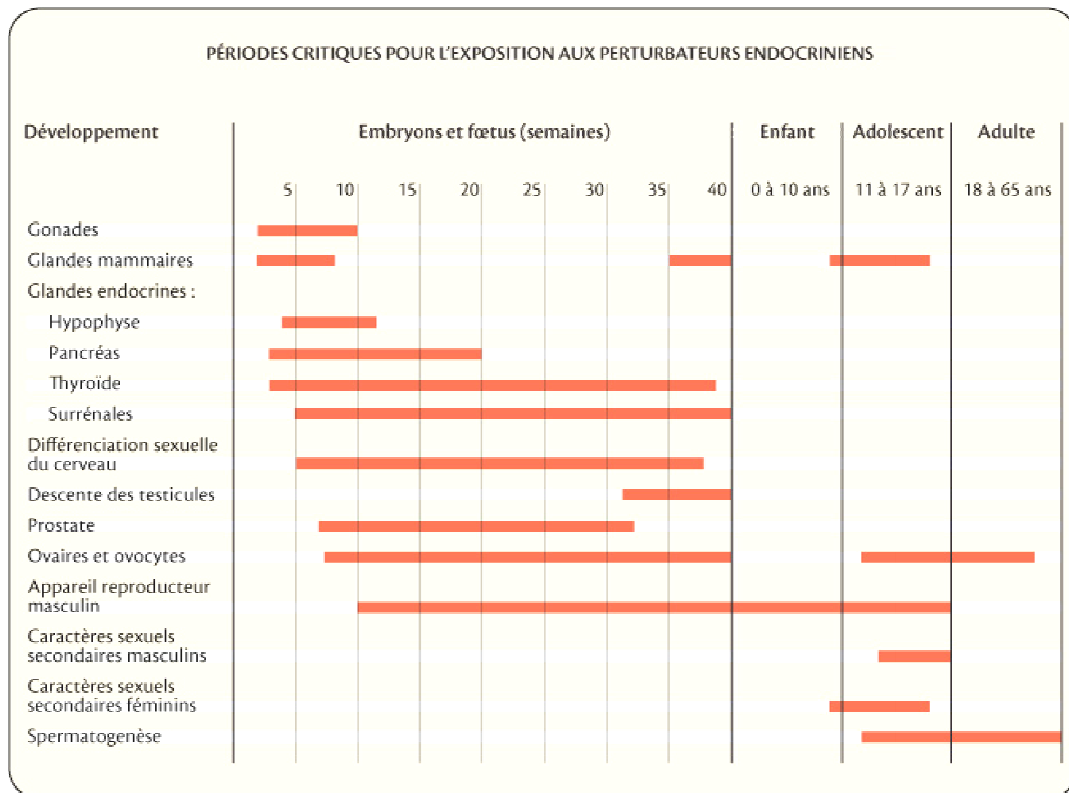 PÉRIODES CRITIQUES POUR L'EXPOSITION AUX PERTURBATEURS ENDOCRINIENS
Développement Embryons et fœtus (semaines) Enfant Adolescent Adulte
5 10 15 20 25 30 35 40 0 à 10 ans 11 à 17 ans 18 à 65 ans
Gonades
Glandes mammaires
Glandes endocrines :
Hypophyse
Pancréas
Thyroïde
Surrénales
Différenciation sexuelle
du cerveau
Descente des testicules
Prostate
Ovaires et ovocytes
Appareil reproducteur
masculin
Caractères sexuels
secondaires masculins
Caractères sexuels
secondaires féminins
Spermatogenèse